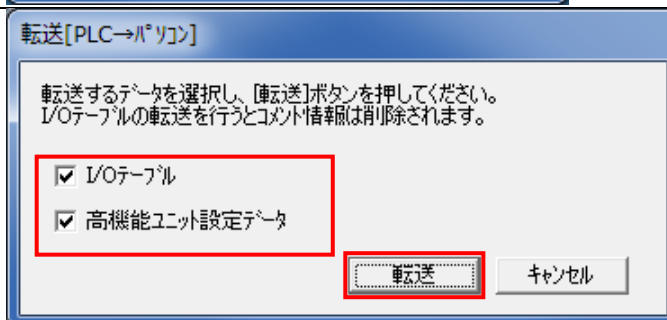 転送[PLC→ﾊﾟｿｺﾝ]
転送するﾃﾞｰﾀを選択し、[転送]ﾎﾞﾀﾝを押してください。
I/Oﾃｰﾌﾞﾙの転送を行うとｺﾒﾝﾄ情報は削除されます。
I/Oﾃｰﾌﾞﾙ
高機能ﾕﾆｯﾄ設定ﾃﾞｰﾀ
転送 ｷｬﾝｾﾙ